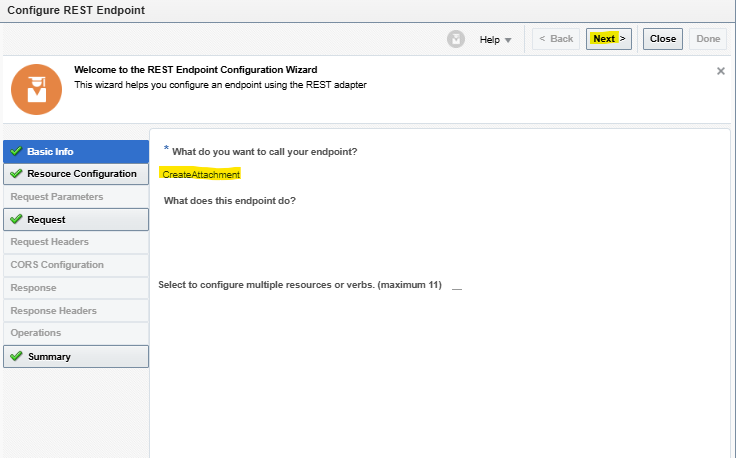 Configure REST Endpoint
Help
< Back
Next >
Close
Done
Welcome to the REST Endpoint Configuration Wizard
This wizard helps you configure an endpoint using the REST adapter
Basic Info
Resource Configuration
Request Parameters
Request
Request Headers
CORS Configuration
Response
Response Headers
Operations
Summary
* What do you want to call your endpoint?
CreateAttachment
What does this endpoint do?
Select to configure multiple resources or verbs. (maximum 11)